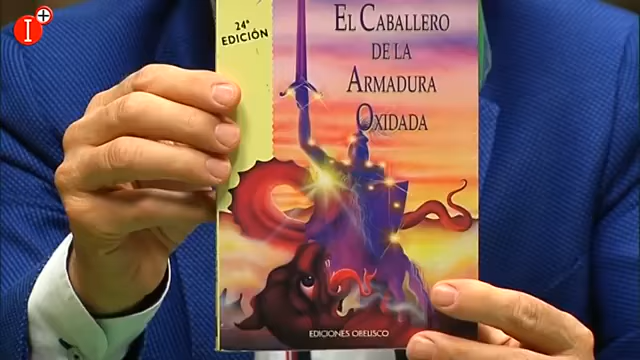 I+
24ª
EDICIÓN
EL CABALLERO
DE LA
ARMADURA
OXIDADA
EDICIONES OBELISCO